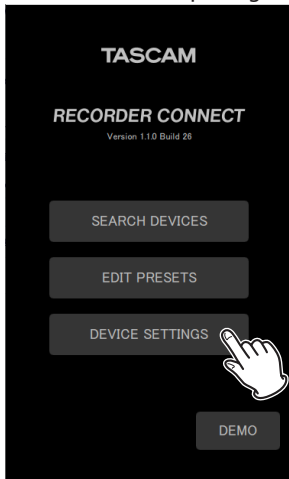 TASCAM
RECORDER CONNECT
Version 1.1.0 Build 26
SEARCH DEVICES
EDIT PRESETS
DEVICE SETTINGS
DEMO